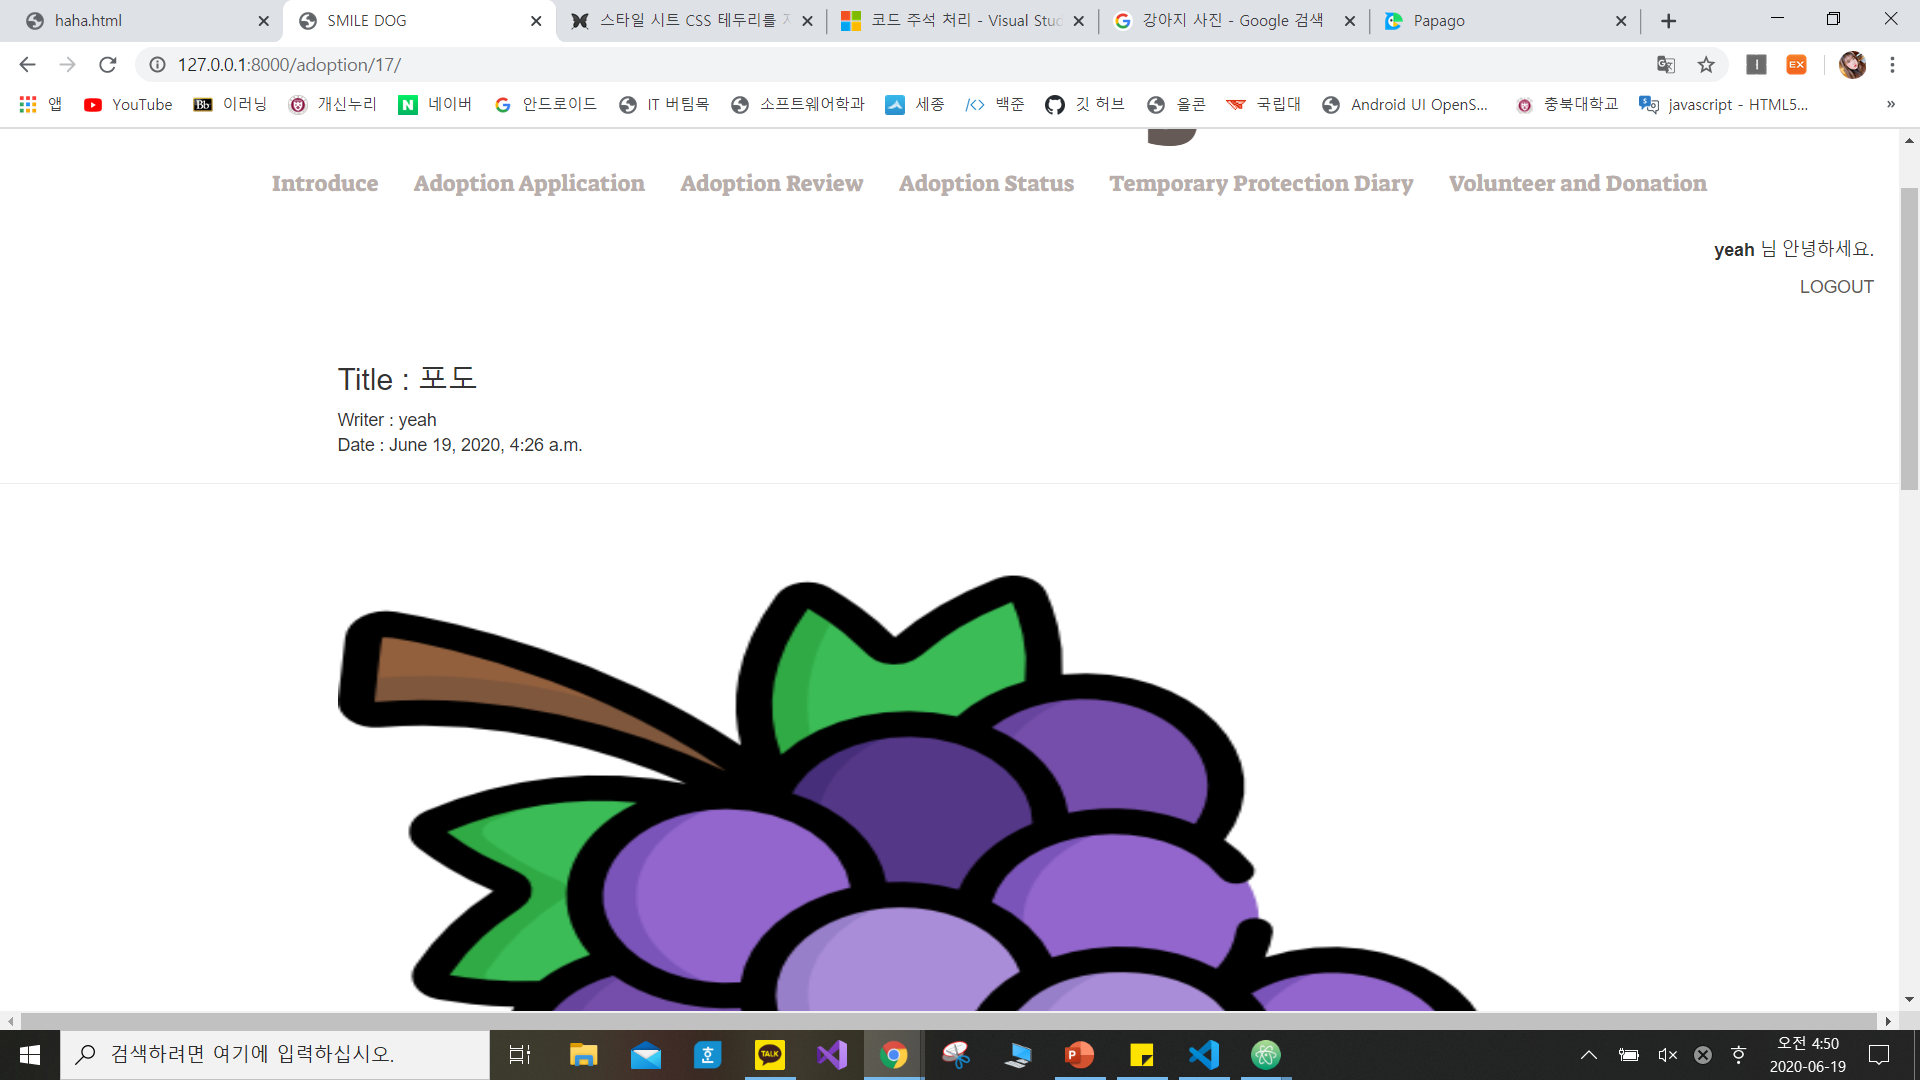 haha.html
SMILE DOG
스타일 시트 CSS 테두리를 지
코드 주석 처리 - Visual Stud
강아지 사진 - Google 검색
Papago
127.0.0.1:8000/adoption/17/
앱
YouTube
이러닝
개신누리
네이버
안드로이드
IT 버팀목
소프트웨어학과
세종
백준
깃 허브
올콘
국립대
Android UI OpenS...
충북대학교
javascript - HTML5...
»
Introduce
Adoption Application
Adoption Review
Adoption Status
Temporary Protection Diary
Volunteer and Donation
yeah 님 안녕하세요.
LOGOUT
Title : 포도
Writer : yeah
Date : June 19, 2020, 4:26 a.m.
검색하려면 여기에 입력하십시오.
오전 4:50
2020-06-19